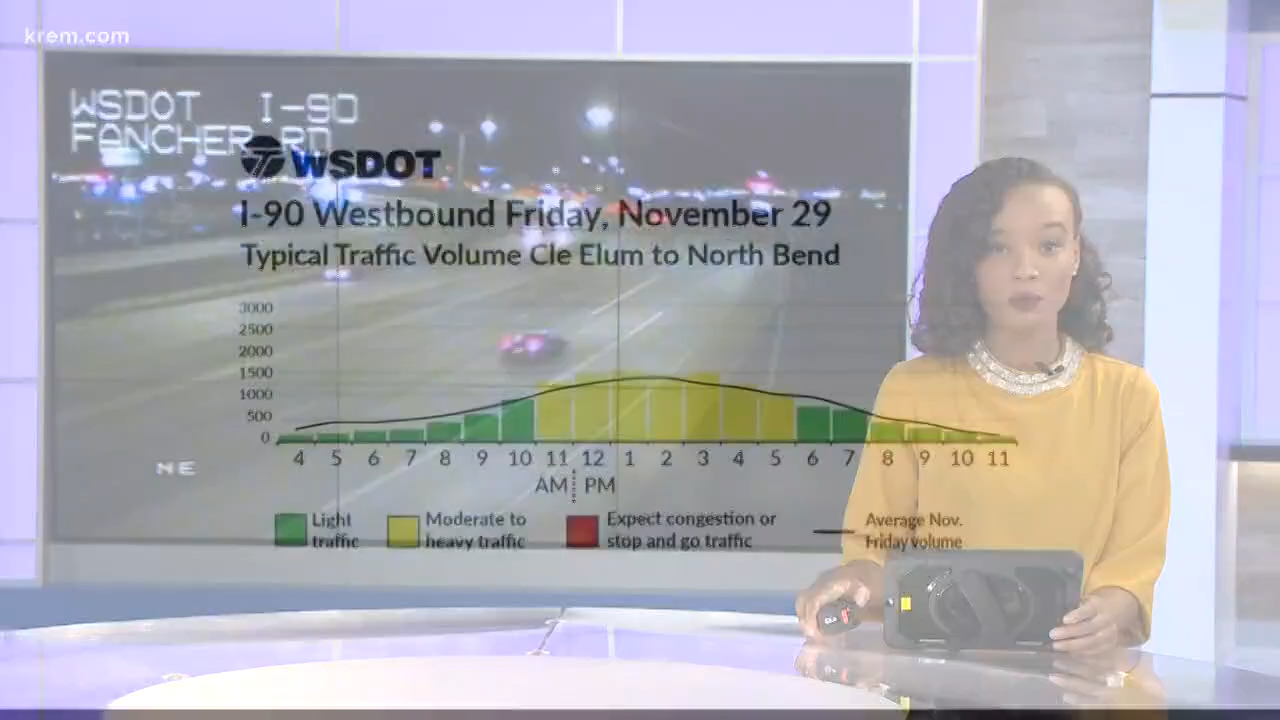 krem.com
WSDOT I-90
FANCHER RD
WSDOT
I-90 Westbound Friday, November 29
Typical Traffic Volume Cle Elum to North Bend
3000
2500
2000
1500
1000
500
0
4 5 6 7 8 9 10 11 12 1 2 3 4 5 6 7 8 9 10 11
AM PM
NE
Light traffic
Moderate to heavy traffic
Expect congestion or stop and go traffic
Average Nov. Friday volume